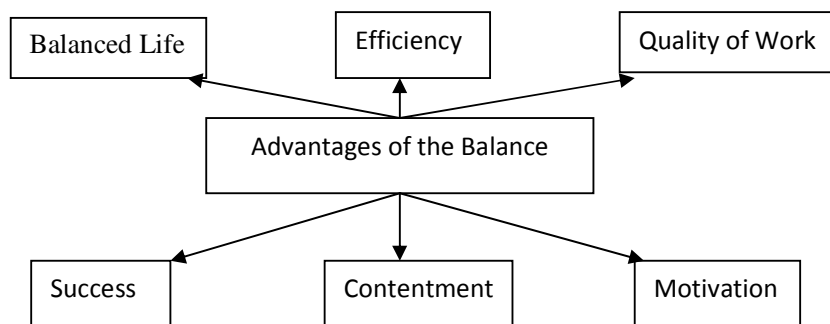 Balanced Life
Efficiency
Quality of Work
Advantages of the Balance
Success
Contentment
Motivation